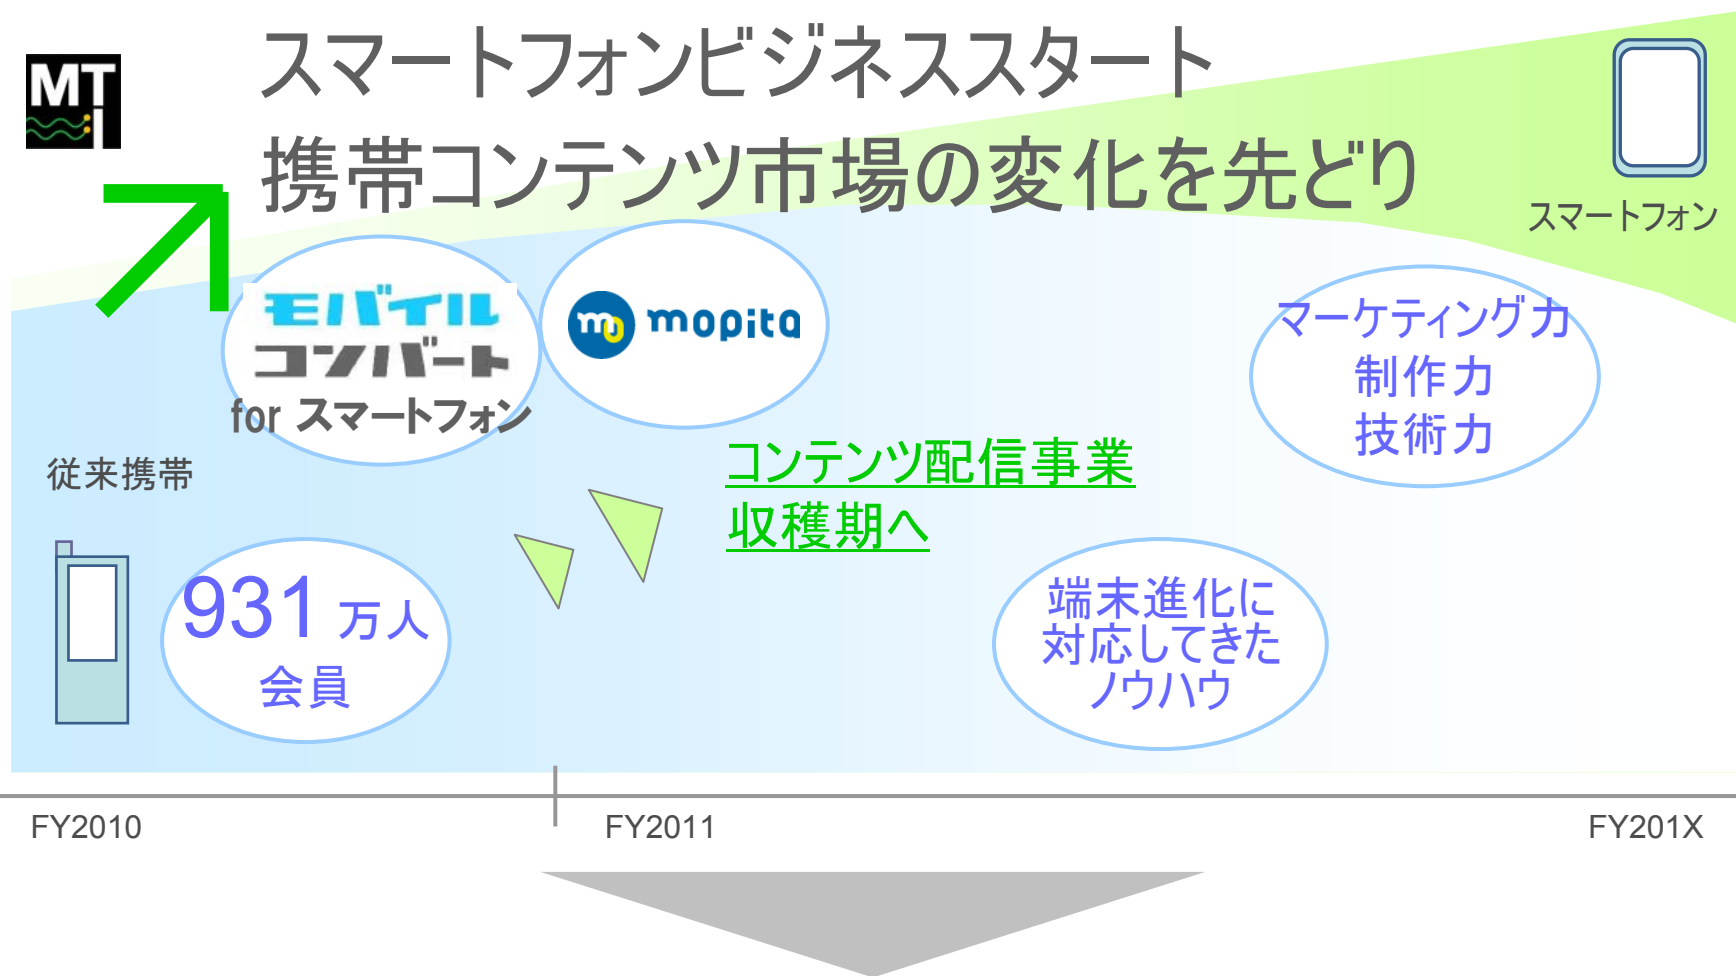 MTI
スマートフォンビジネススタート
携帯コンテンツ市場の変化を先どり
スマートフォン
モバイル
コンバート
for スマートフォン
mo mopita
マーケティング力
制作力
技術力
従来携帯
コンテンツ配信事業
収穫期へ
931 万人
会員
端末進化に
対応してきた
ノウハウ
FY2010
FY2011
FY201X